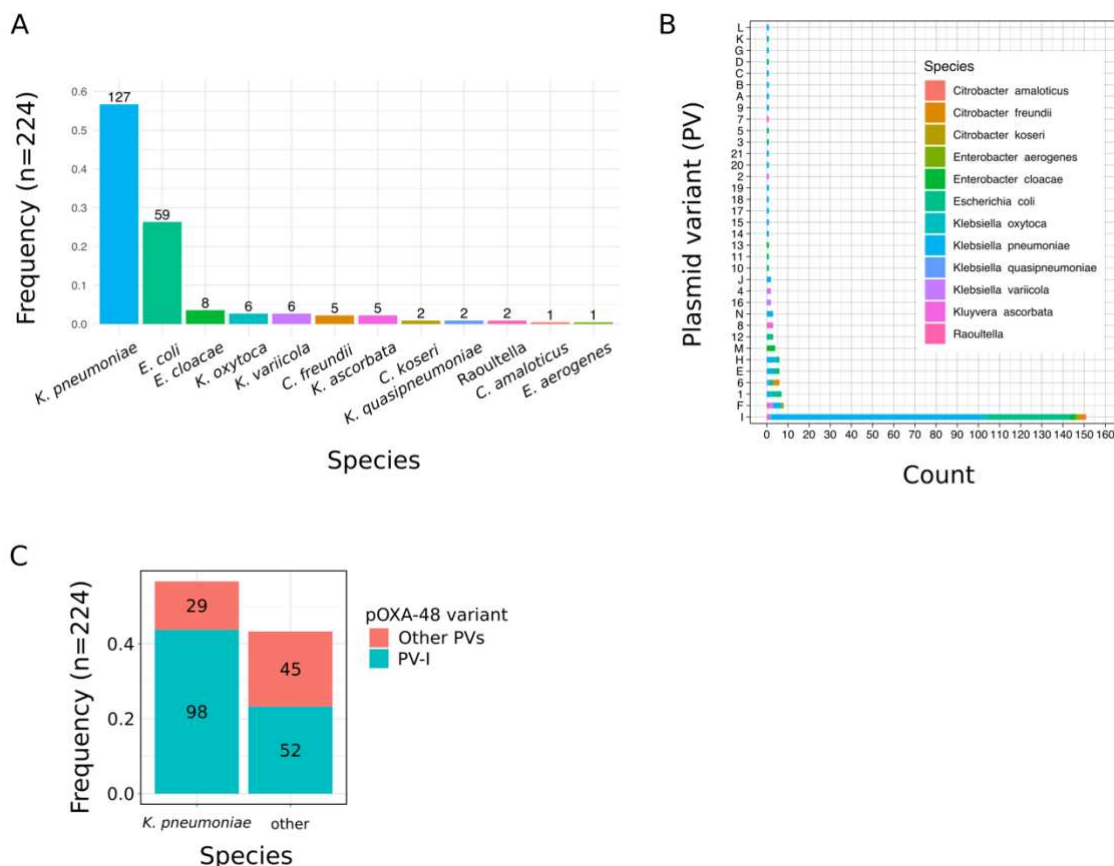 A
Frequency (n=224)
0.6
0.5
0.4
0.3
0.2
0.1
0.0
127
59
8
6
6
5
5
2
2
2
1
1
K. pneumoniae
E. coli
E. cloacae
K. oxytoca
K. variicola
C. freundii
K. ascorbata
C. koseri
K. quasipneumoniae
Raoultella
C. amaloticus
E. aerogenes
Species
B
Plasmid variant (PV)
L
K
G
D
C
B
A
9
7
5
3
21
20
2
19
18
17
15
14
13
11
10
J
4
16
N
8
12
M
H
E
6
1
F
I
Species
Citrobacter amaloticus
Citrobacter freundii
Citrobacter koseri
Enterobacter aerogenes
Enterobacter cloacae
Escherichia coli
Klebsiella oxytoca
Klebsiella pneumoniae
Klebsiella quasipneumoniae
Klebsiella variicola
Kluyvera ascorbata
Raoultella
0 10 20 30 40 50 60 70 80 90 100 110 120 130 140 150 160
Count
C
Frequency (n=224)
0.4
0.2
0.0
29
98
45
52
K. pneumoniae
other
Species
pOXA-48 variant
Other PVs
PV-I